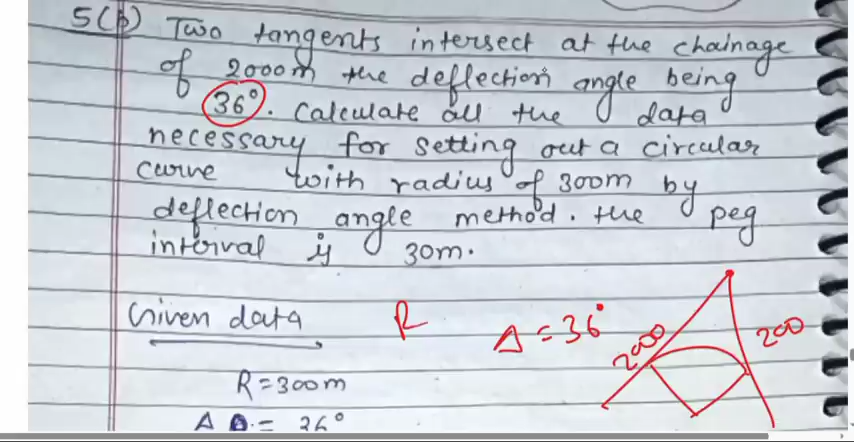 5(b) Two tangents intersect at the chainage
of 2000m the deflection angle being
36°. Calculate all the data
necessary for setting out a circular
curve with radius of 300m by
deflection angle method. the peg
interval is 30m.
Given data
R
Δ = 36°
2000
200
R = 300m
Δ = 36°